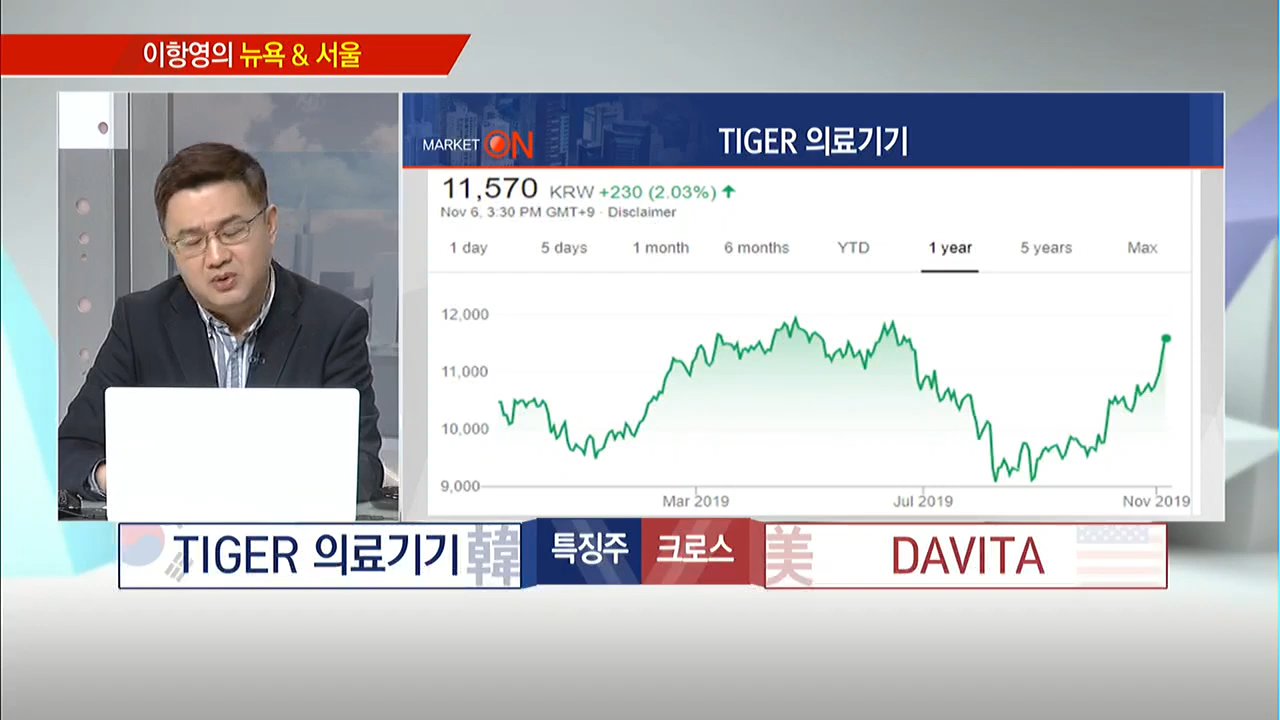 이항영의 뉴욕 & 서울
MARKET ON
TIGER 의료기기
11,570 KRW +230 (2.03%)
Nov 6, 3:30 PM GMT+9 · Disclaimer
1 day 5 days 1 month 6 months YTD 1 year 5 years Max
12,000
11,000
10,000
9,000
Mar 2019 Jul 2019 Nov 2019
TIGER 의료기기 韓 특징주 크로스 美 DAVITA